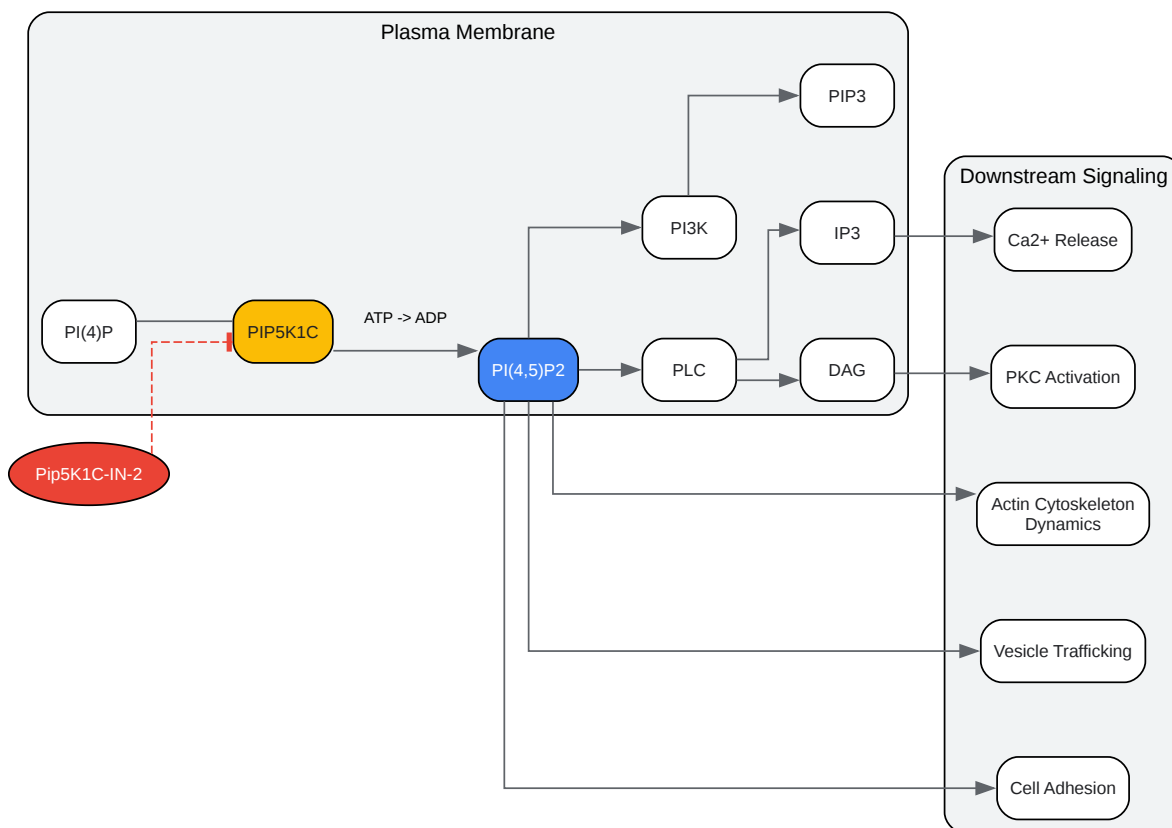 Plasma Membrane
PIP3
Downstream Signaling
PI3K
IP3
Ca2+ Release
PI(4)P
PIP5K1C
ATP -> ADP
PI(4,5)P2
PLC
DAG
PKC Activation
Pip5K1C-IN-2
Actin Cytoskeleton
Dynamics
Vesicle Trafficking
Cell Adhesion